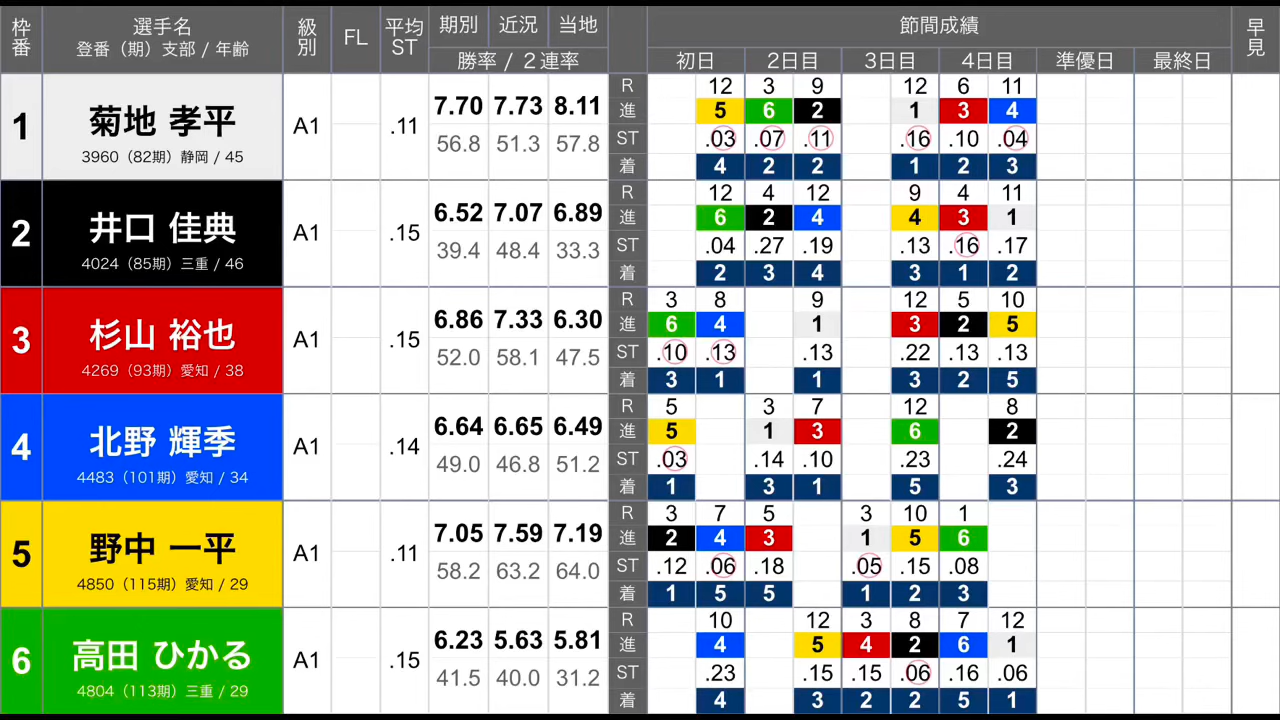 枠番 選手名 登番（期）支部 / 年齢 級別 FL 平均ST 期別 近況 当地 勝率 / ２連率 節間成績 早見
初日 2日目 3日目 4日目 準優日 最終日
1 菊地 孝平 A1 .11 7.70 7.73 8.11
3960（82期）静岡 / 45 56.8 51.3 57.8
R 12 3 9 12 6 11
進 5 6 2 1 3 4
ST .03 .07 .11 .16 .10 .04
着 4 2 2 1 2 3
2 井口 佳典 A1 .15 6.52 7.07 6.89
4024（85期）三重 / 46 39.4 48.4 33.3
R 12 4 12 9 4 11
進 6 2 4 4 3 1
ST .04 .27 .19 .13 .16 .17
着 2 3 4 3 1 2
3 杉山 裕也 A1 .15 6.86 7.33 6.30
4269（93期）愛知 / 38 52.0 58.1 47.5
R 3 8 9 12 5 10
進 6 4 1 3 2 5
ST .10 .13 .13 .22 .13 .13
着 3 1 1 3 2 5
4 北野 輝季 A1 .14 6.64 6.65 6.49
4483（101期）愛知 / 34 49.0 46.8 51.2
R 5 3 7 12 8
進 5 1 3 6 2
ST .03 .14 .10 .23 .24
着 1 3 1 5 3
5 野中 一平 A1 .11 7.05 7.59 7.19
4850（115期）愛知 / 29 58.2 63.2 64.0
R 3 7 5 3 10 1
進 2 4 3 1 5 6
ST .12 .06 .18 .05 .15 .08
着 1 5 5 1 2 3
6 高田 ひかる A1 .15 6.23 5.63 5.81
4804（113期）三重 / 29 41.5 40.0 31.2
R 10 12 3 8 7 12
進 4 5 4 2 6 1
ST .23 .15 .15 .06 .16 .06
着 4 3 2 2 5 1